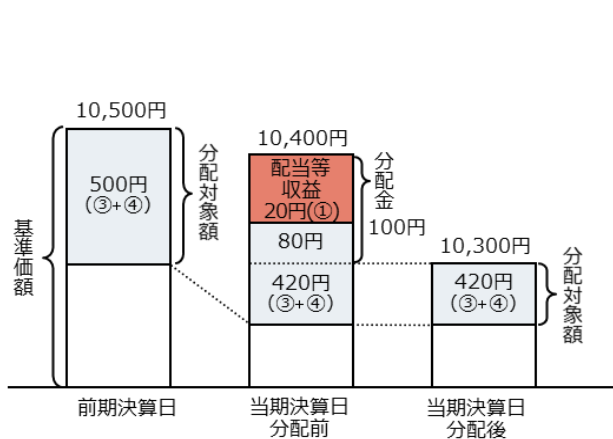 10,500円
500円
(③+④)
分配対象額
基準価額
前期決算日
10,400円
配当等
収益
20円(①)
80円
420円
(③+④)
分配金
100円
当期決算日
分配前
10,300円
420円
(③+④)
分配対象額
当期決算日
分配後